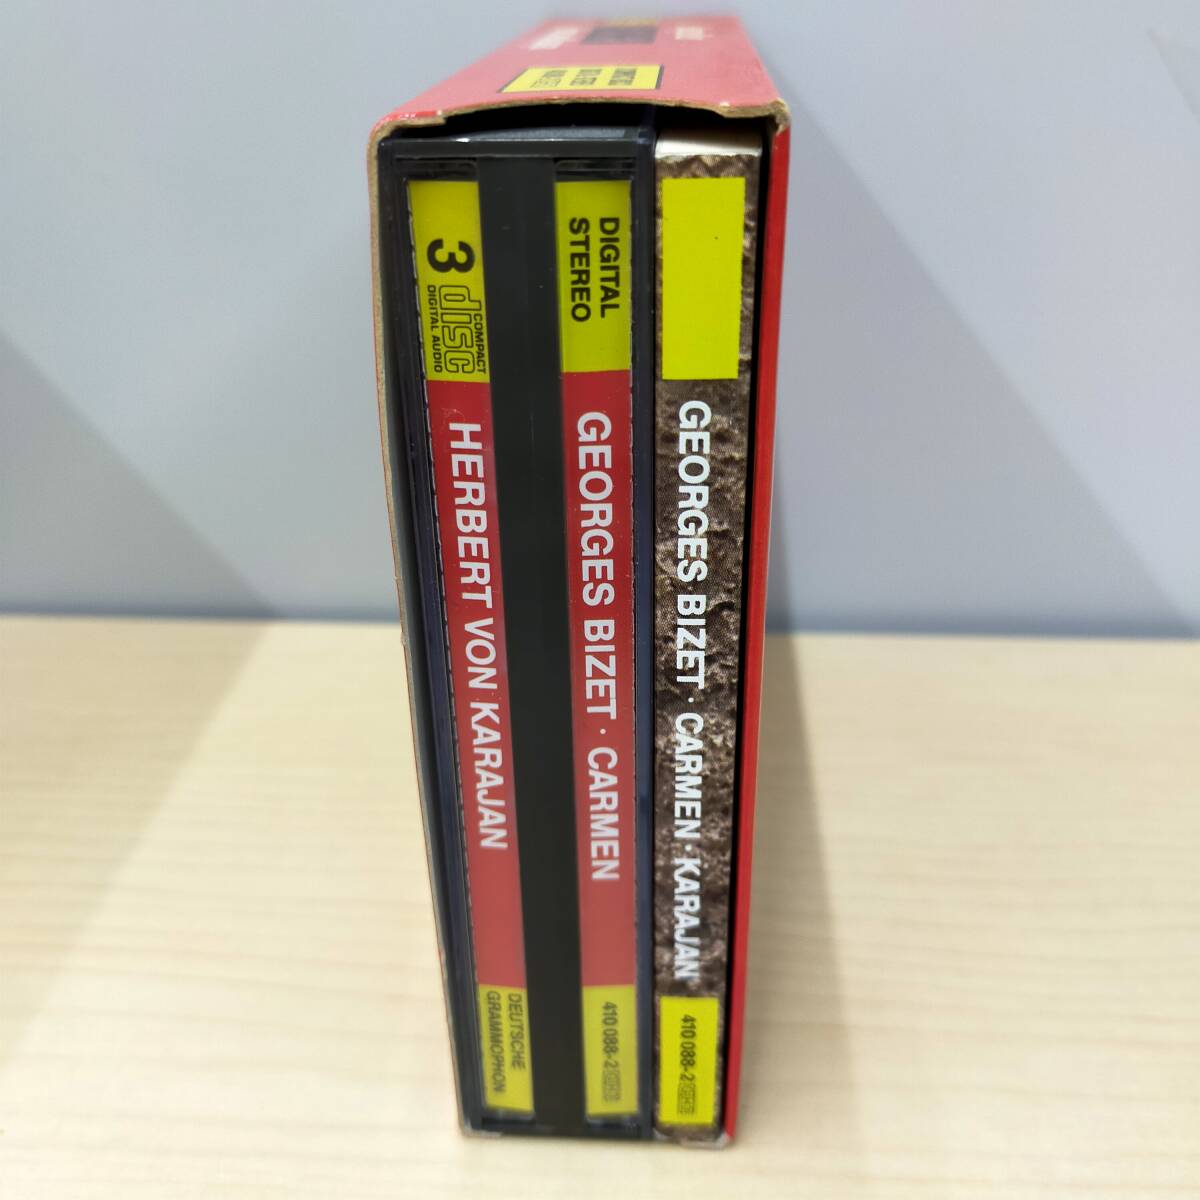 3
COMPACT
disc
DIGITAL AUDIO
HERBERT VON KARAJAN
DEUTSCHE
GRAMMOPHON
DIGITAL
STEREO
GEORGES BIZET · CARMEN
410 088-2
GEORGES BIZET · CARMEN · KARAJAN
410 088-2